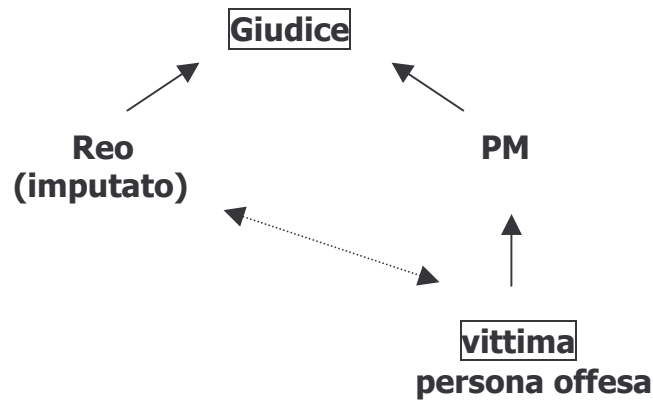 Giudice
Reo
(imputato)
PM
vittima
persona offesa